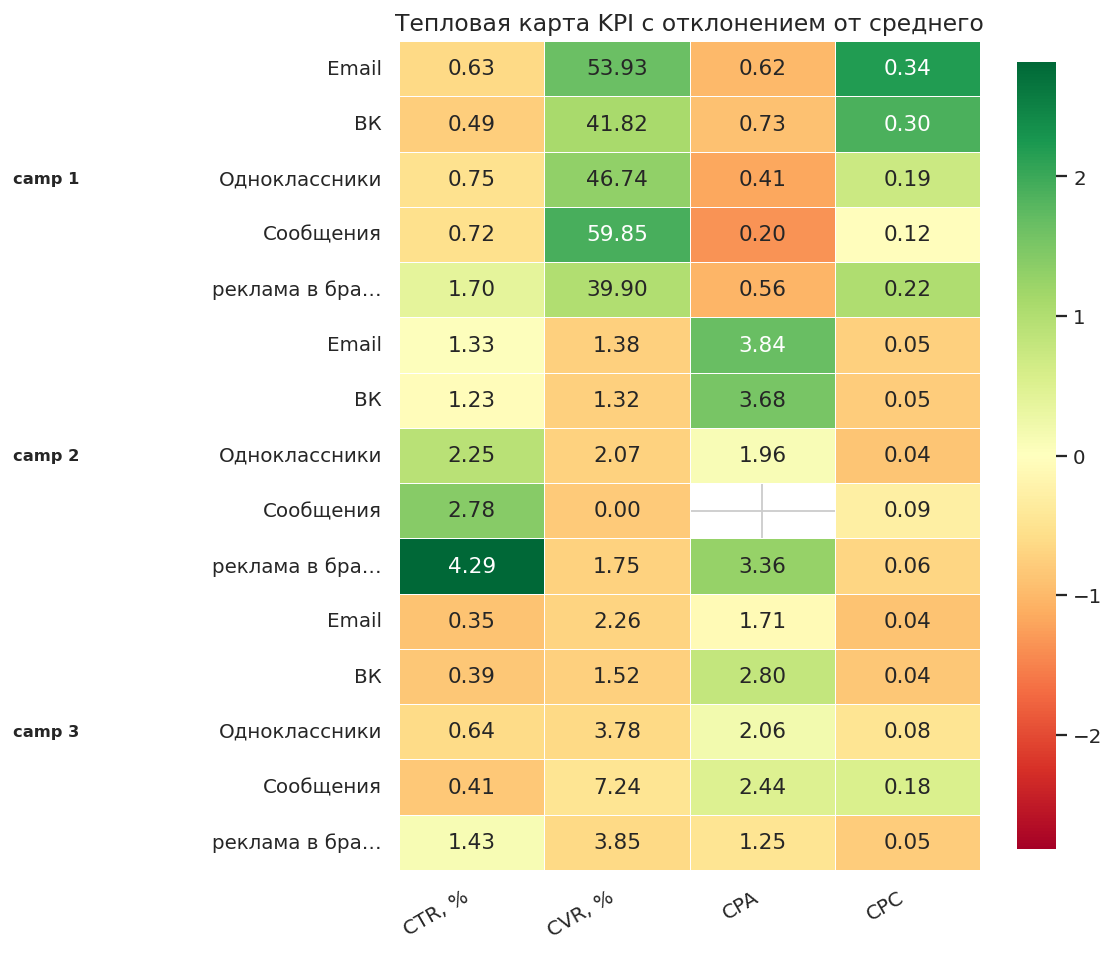 Тепловая карта KPI с отклонением от среднего
Email 0.63 53.93 0.62 0.34
ВК 0.49 41.82 0.73 0.30
camp 1 Одноклассники 0.75 46.74 0.41 0.19
Сообщения 0.72 59.85 0.20 0.12
реклама в бра… 1.70 39.90 0.56 0.22
Email 1.33 1.38 3.84 0.05
ВК 1.23 1.32 3.68 0.05
camp 2 Одноклассники 2.25 2.07 1.96 0.04
Сообщения 2.78 0.00 0.09
реклама в бра… 4.29 1.75 3.36 0.06
Email 0.35 2.26 1.71 0.04
ВК 0.39 1.52 2.80 0.04
camp 3 Одноклассники 0.64 3.78 2.06 0.08
Сообщения 0.41 7.24 2.44 0.18
реклама в бра… 1.43 3.85 1.25 0.05
CTR, % CVR, % CPA CPC
2
1
0
−1
−2